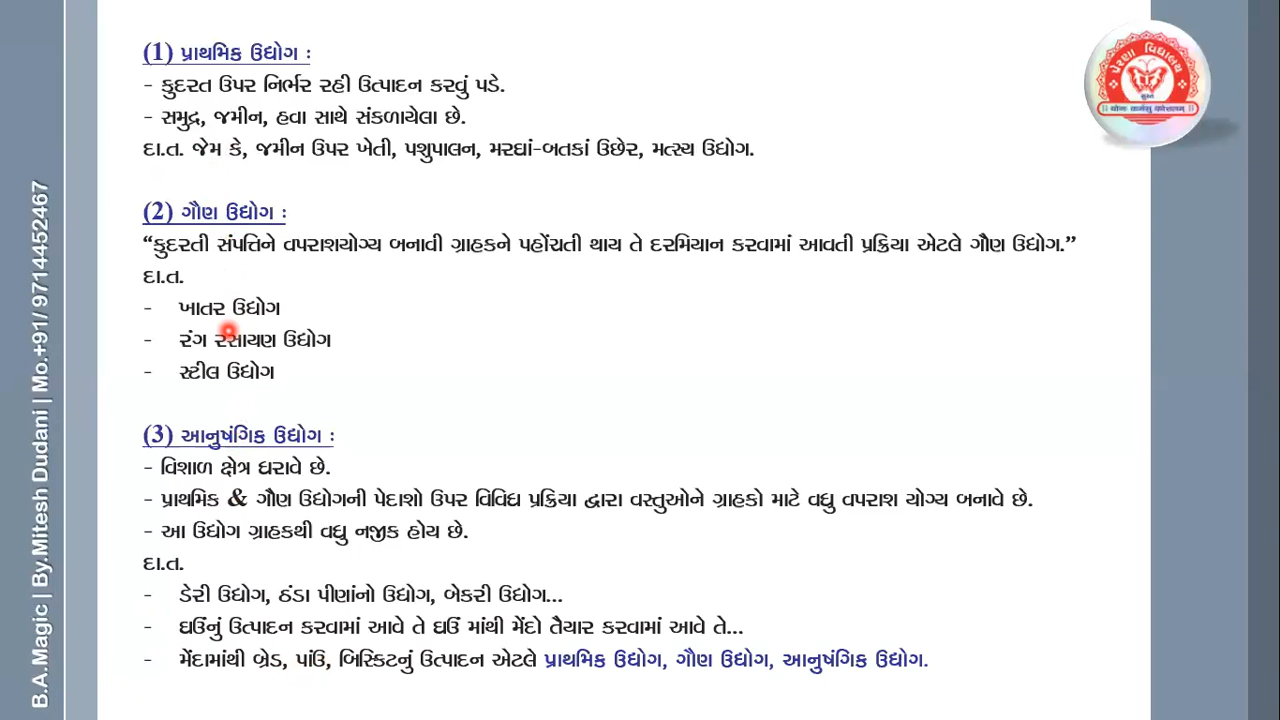 (1) પ્રાથમિક ઉદ્યોગ :
- કુદરત ઉપર નિર્ભર રહી ઉત્પાદન કરવું પડે.
- સમુદ્ર, જમીન, હવા સાથે સંકળાયેલા છે.
દા.ત. જેમ કે, જમીન ઉપર ખેતી, પશુપાલન, મરઘાં-બતકાં ઉછેર, મત્સ્ય ઉદ્યોગ.
(2) ગૌણ ઉદ્યોગ :
“કુદરતી સંપત્તિને વપરાશયોગ્ય બનાવી ગ્રાહકને પહોંચતી થાય તે દરમિયાન કરવામાં આવતી પ્રક્રિયા એટલે ગૌણ ઉદ્યોગ.”
દા.ત.
- ખાતર ઉદ્યોગ
- રંગ રસાયણ ઉદ્યોગ
- સ્ટીલ ઉદ્યોગ
(3) આનુષંગિક ઉદ્યોગ :
- વિશાળ ક્ષેત્ર ધરાવે છે.
- પ્રાથમિક & ગૌણ ઉદ્યોગની પેદાશો ઉપર વિવિધ પ્રક્રિયા દ્વારા વસ્તુઓને ગ્રાહકો માટે વધુ વપરાશ યોગ્ય બનાવે છે.
- આ ઉદ્યોગ ગ્રાહકથી વધુ નજીક હોય છે.
દા.ત.
- ડેરી ઉદ્યોગ, ઠંડા પીણાંનો ઉદ્યોગ, બેકરી ઉદ્યોગ...
- ઘઉંનું ઉત્પાદન કરવામાં આવે તે ઘઉં માંથી મેંદો તૈયાર કરવામાં આવે તે...
- મેંદામાંથી બ્રેડ, પાંઉ, બિસ્કિટનું ઉત્પાદન એટલે પ્રાથમિક ઉદ્યોગ, ગૌણ ઉદ્યોગ, આનુષંગિક ઉદ્યોગ.
B.A.Magic | By.Mitesh Dudani | Mo.+91/ 9714452467
પ્રેરણા વિદ્યાલય
સુરત